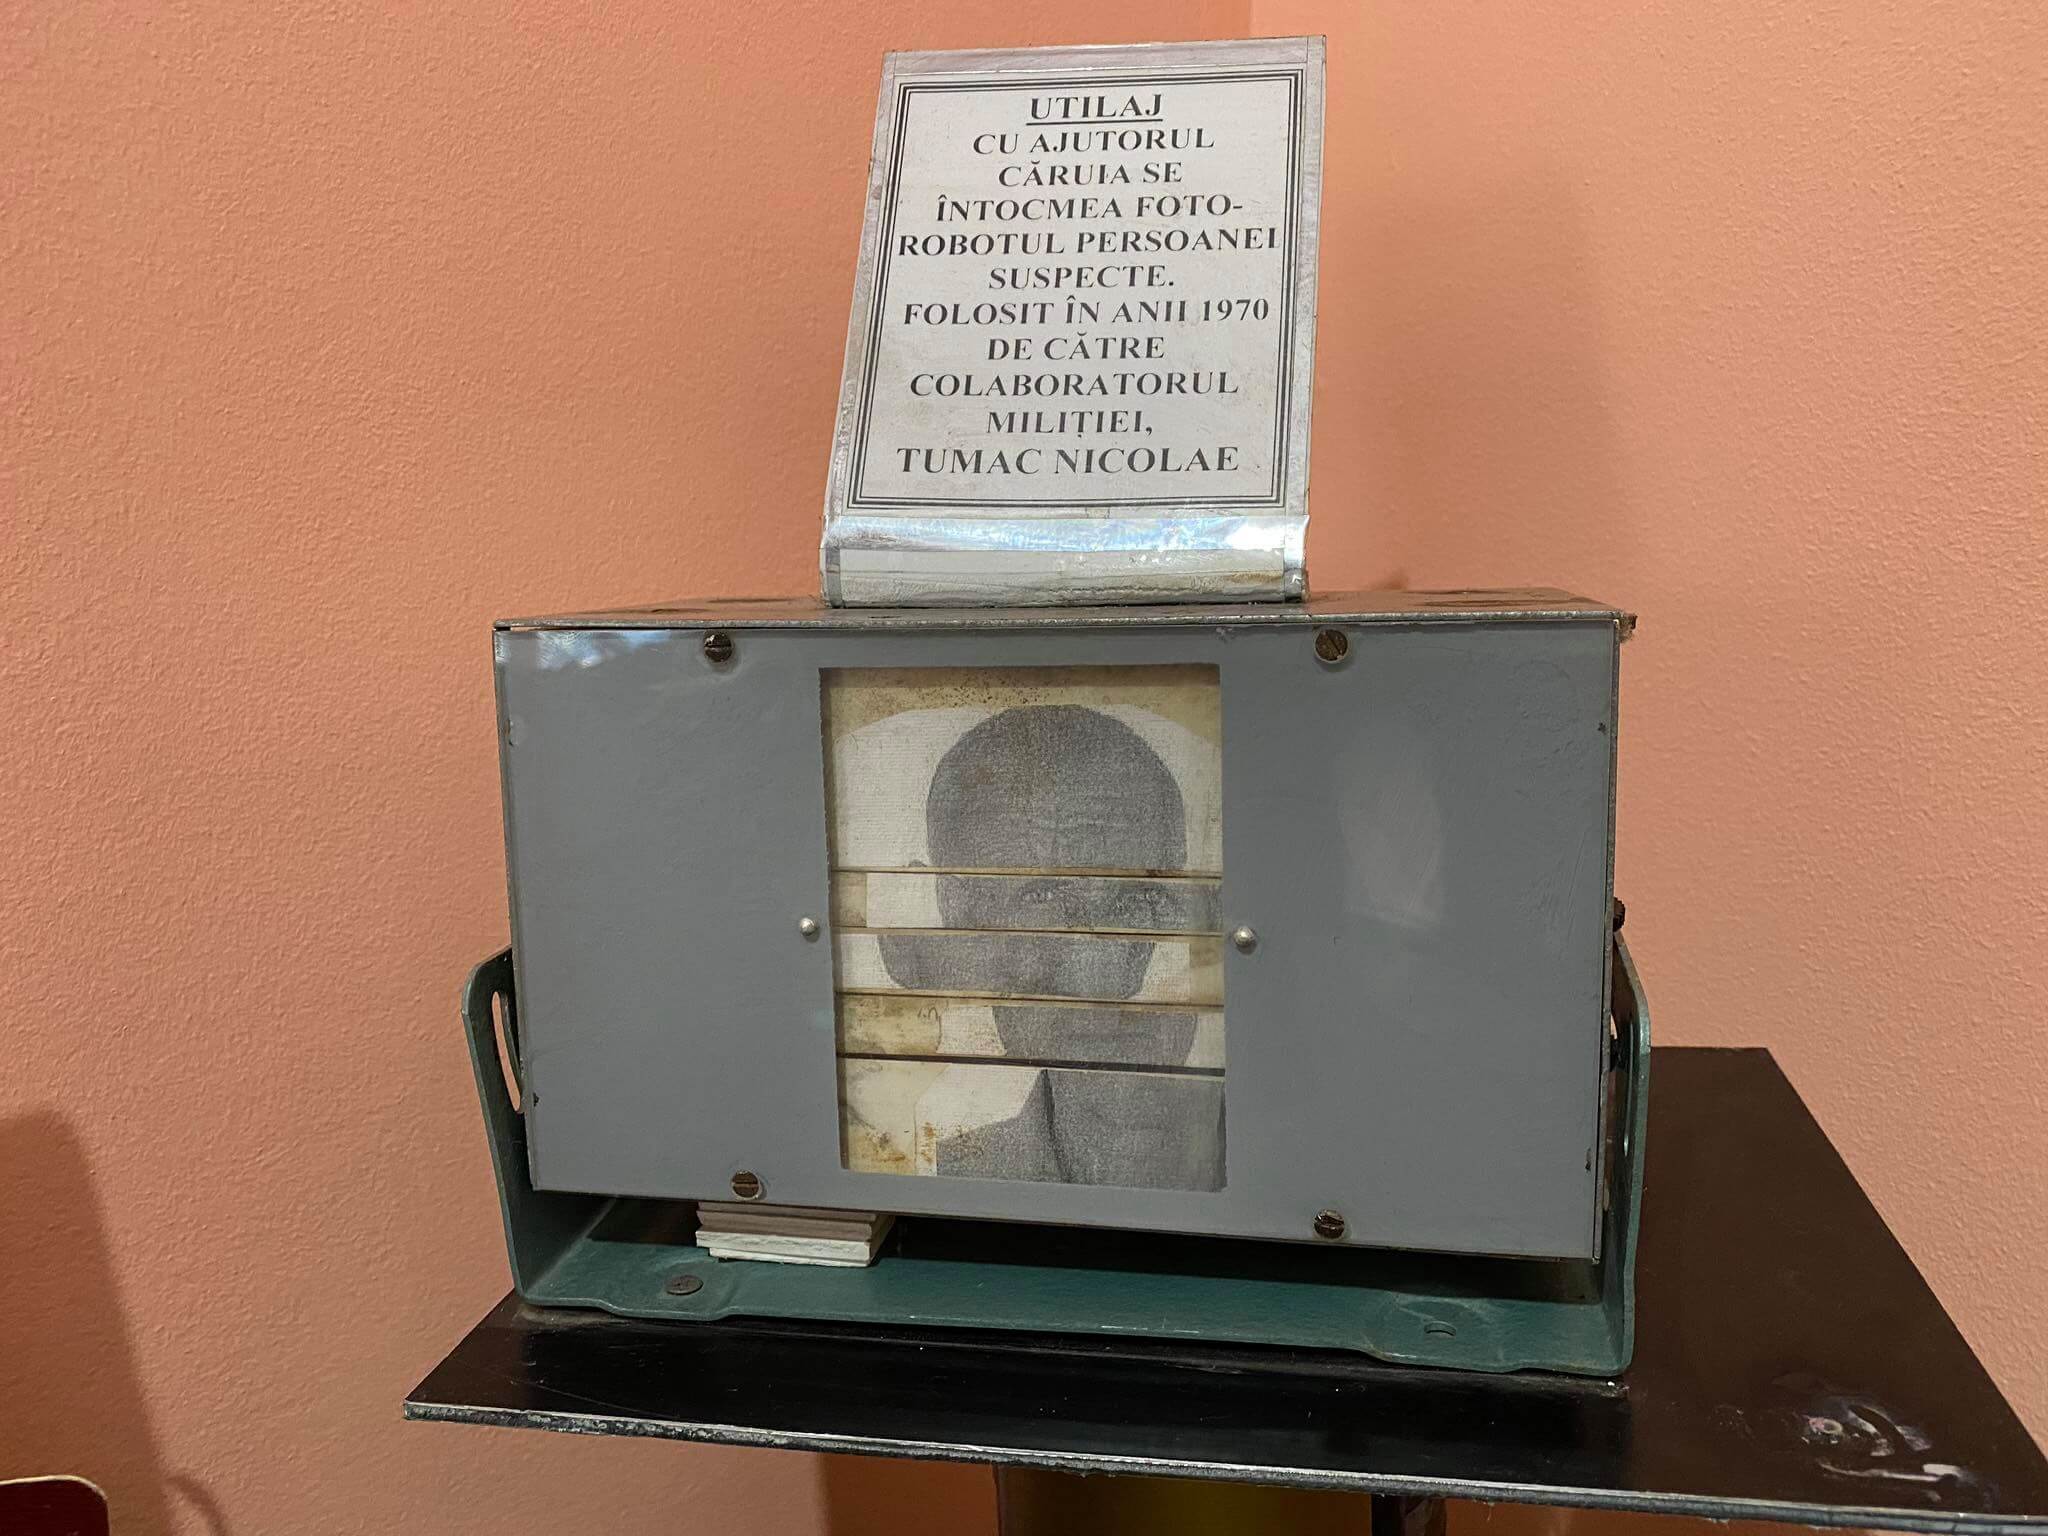 UTILAJ
CU AJUTORUL
CĂRUIA SE
ÎNTOCMEA FOTO-
ROBOTUL PERSOANEI
SUSPECTE.
FOLOSIT ÎN ANII 1970
DE CĂTRE
COLABORATORUL
MILIȚIEI,
TUMAC NICOLAE